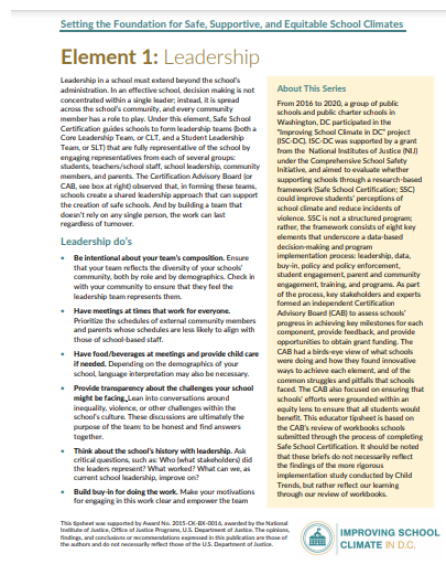 Setting the Foundation for Safe, Supportive, and Equitable School Climates
Element 1: Leadership
Leadership in a school must extend beyond the school's
administration. In an effective school, decision making is not
concentrated within a single leader; instead, it is spread
across the school's community, and every community
member has a role to play. Under this element, Safe School
Certification guides schools to form leadership teams (both a
Core Leadership Team, or CLT, and a Student Leadership
Team, or SLT) that are fully representative of the school by
engaging representatives from each of several groups:
students, teachers/school staff, school leadership, community
members, and parents. The Certification Advisory Board (or
CAB, see box at right) observed that, in forming these teams,
schools create a shared leadership approach that can support
the creation of safe schools. And by building a team that
doesn't rely on any single person, the work can last
regardless of turnover.
Leadership do's
• Be intentional about your team's composition. Ensure
that your team reflects the diversity of your schools'
community, both by role and by demographics. Check in
with your community to ensure that they feel the
leadership team represents them.
• Have meetings at times that work for everyone.
Prioritize the schedules of external community members
and parents whose schedules are less likely to align with
those of school-based staff.
• Have food/beverages at meetings and provide child care
if needed. Depending on the demographics of your
school, language interpretation may also be necessary.
• Provide transparency about the challenges your school
might be facing. Lean into conversations around
inequality, violence, or other challenges within the
school's culture. These discussions are ultimately the
purpose of the team to be honest and find answers
together.
• Think about the school's history with leadership. Ask
critical questions, such as: Who (what stakeholders) did
the leaders represent? What worked? What can we, as
current school leadership, improve on?
• Build buy-in for doing the work. Make your motivations
for engaging in this work clear and empower the team
About This Series
From 2016 to 2020, a group of public
schools and public charter schools in
Washington, DC participated in the
"Improving School Climate in DC" project
(ISC-DC). ISC-DC was supported by a grant
from the National Institutes of Justice (NIJ)
under the Comprehensive School Safety
Initiative, and aimed to evaluate whether
supporting schools through a research-based
framework (Safe School Certification; SSC)
could improve students' perceptions of
school climate and reduce incidents of
violence. SSC is not a structured program;
rather, the framework consists of eight key
elements that underscore a data-based
decision-making and program
implementation process: leadership, data,
buy-in, policy and policy enforcement,
student engagement, parent and community
engagement, training, and programs. As part
of the process, key stakeholders and experts
formed an independent Certification
Advisory Board (CAB) to assess schools'
progress in achieving key milestones for each
component, provide feedback, and provide
opportunities to obtain grant funding. The
CAB had a birds-eye view of what schools
were doing and how they found innovative
ways to achieve each element, and of the
common struggles and pitfalls that schools
faced. The CAB also focused on ensuring that
schools' efforts were grounded within an
equity lens to ensure that all students would
benefit. This educator tipsheet is based on
the CAB's review of workbooks schools
submitted through the process of completing
Safe School Certification. It should be noted
that these briefs do not necessarily reflect
the findings of the more rigorous
implementation study conducted by Child
Trends, but rather reflect our learning
through our review of workbooks.
This tipsheet was supported by Award No. 2015-CK-BX-0016, awarded by the National
Institute of Justice, Office of Justice Programs, U.S. Department of Justice. The opinions,
findings, and conclusions or recommendations expressed in this publication are those of
the authors and do not necessarily reflect those of the U.S. Department of Justice.
IMPROVING SCHOOL
CLIMATE IN D.C.